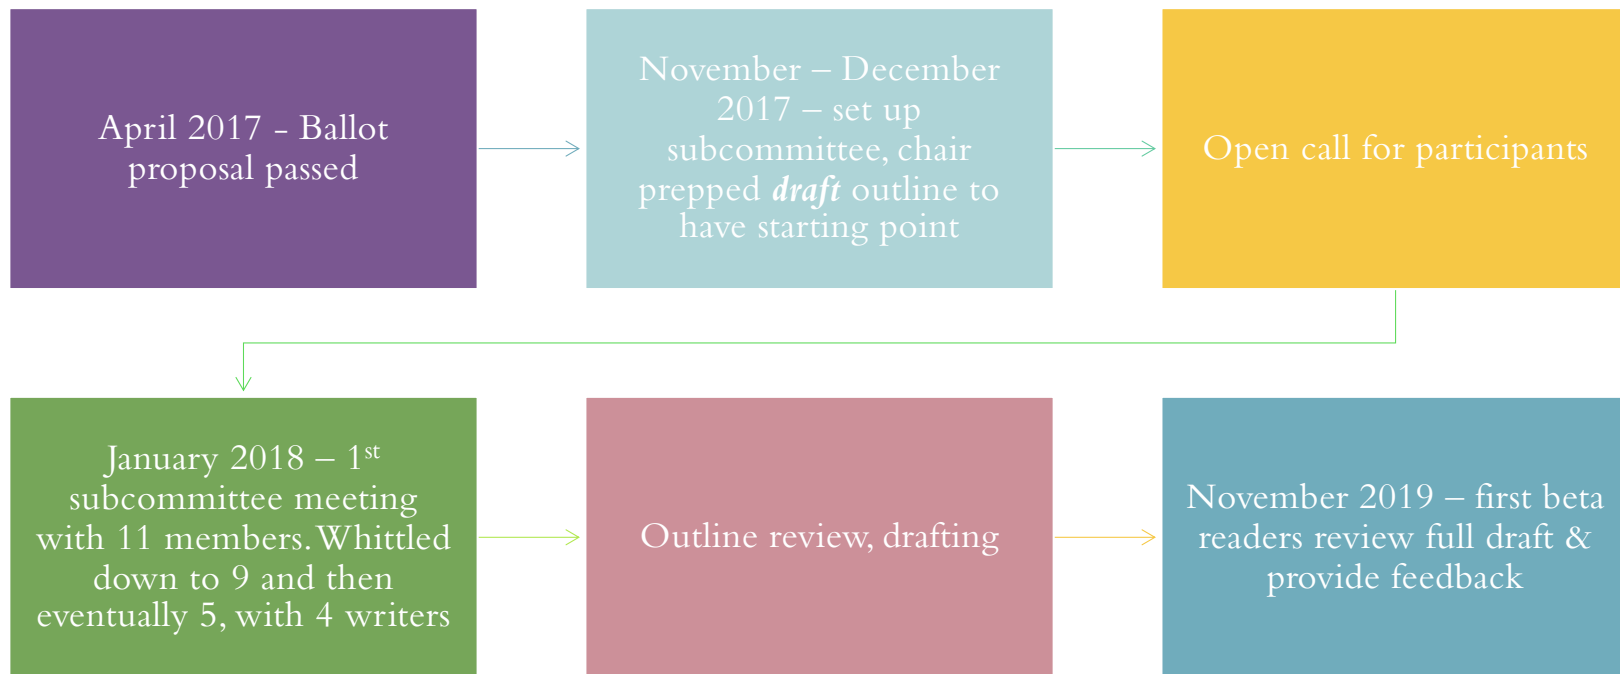 April 2017 - Ballot
proposal passed
November – December
2017 – set up
subcommittee, chair
prepped draft outline to
have starting point
Open call for participants
January 2018 – 1st
subcommittee meeting
with 11 members. Whittled
down to 9 and then
eventually 5, with 4 writers
Outline review, drafting
November 2019 – first beta
readers review full draft &
provide feedback